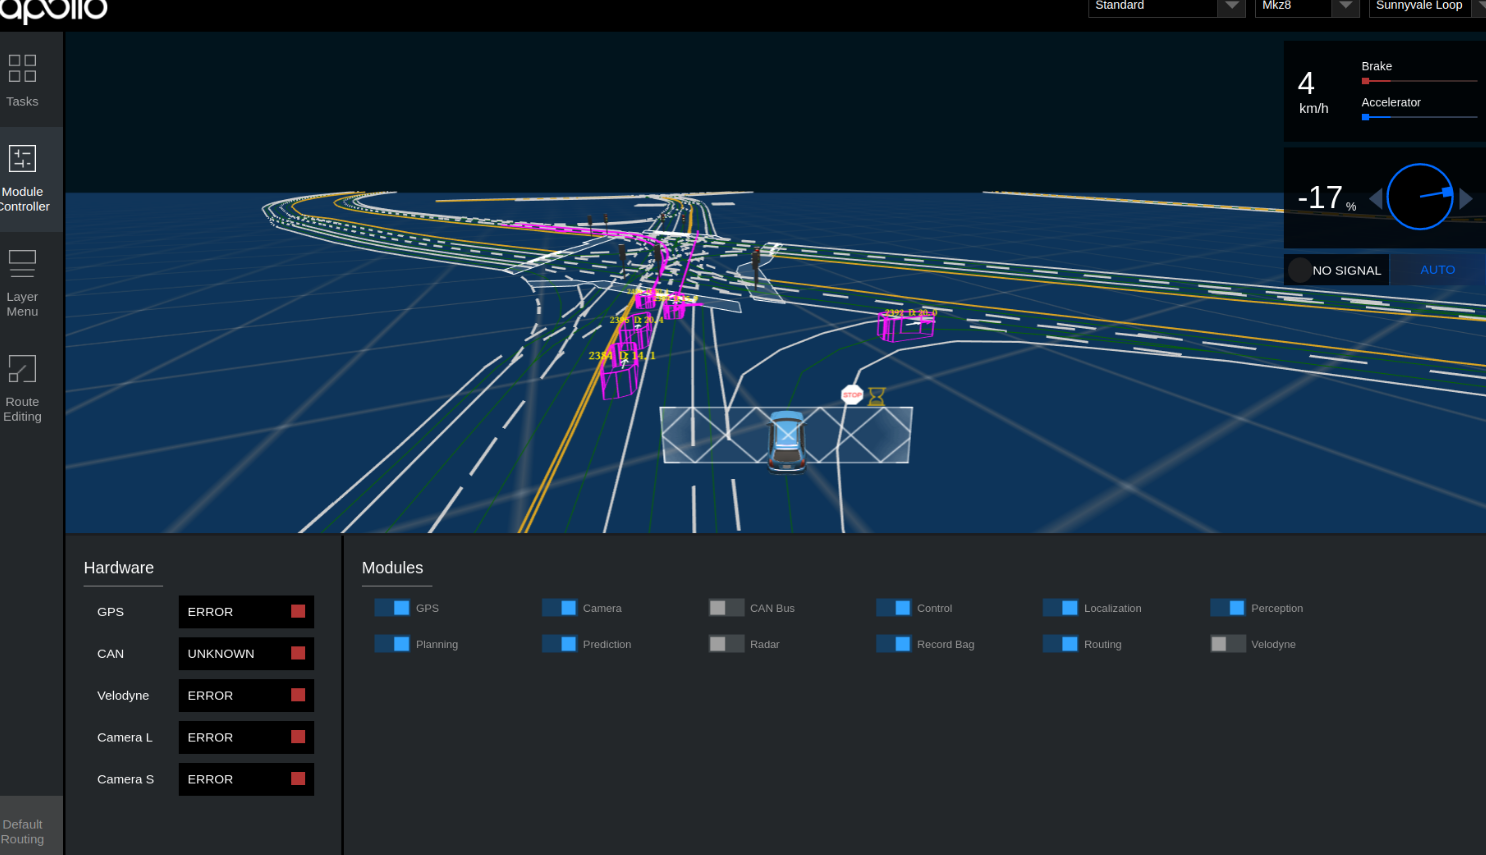 apollo
Standard
Mkz8
Sunnyvale Loop
Tasks
Module
Controller
Layer
Menu
Route
Editing
Default
Routing
4
km/h
Brake
Accelerator
-17 %
NO SIGNAL
AUTO
2396 D:20.4
2384 D:14.1
2392 D:20.0
STOP
Hardware
GPS ERROR
CAN UNKNOWN
Velodyne ERROR
Camera L ERROR
Camera S ERROR
Modules
GPS Camera CAN Bus Control Localization Perception
Planning Prediction Radar Record Bag Routing Velodyne